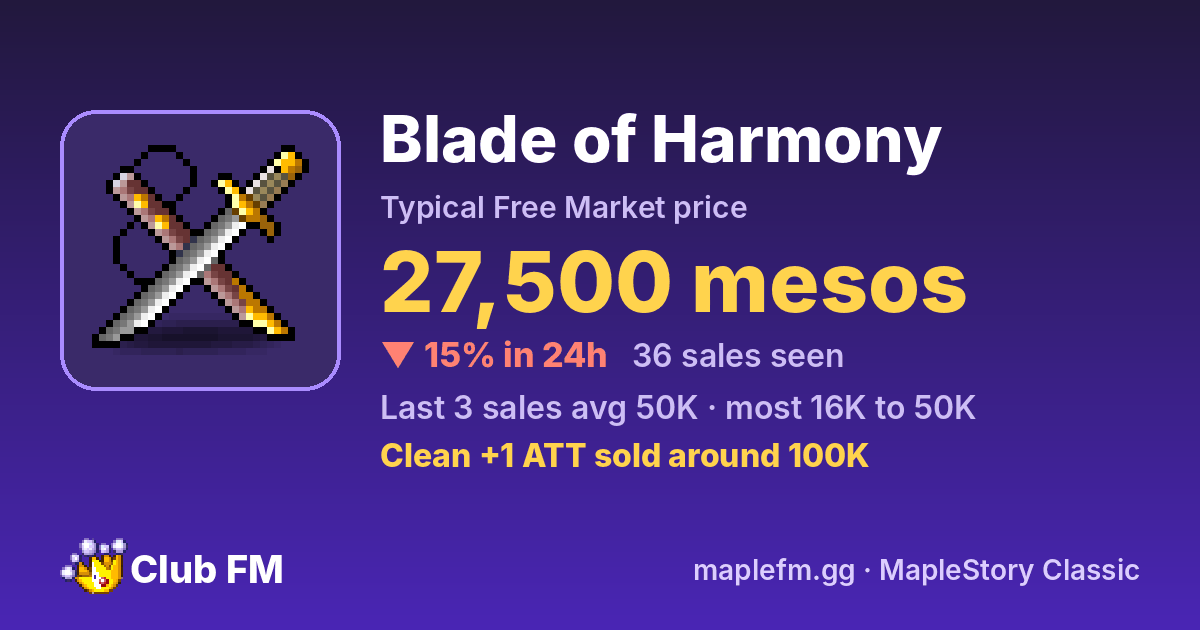 Blade of Harmony
Typical Free Market price
27,500 mesos
▼ 15% in 24h 36 sales seen
Last 3 sales avg 50K · most 16K to 50K
Clean +1 ATT sold around 100K
Club FM
maplefm.gg · MapleStory Classic